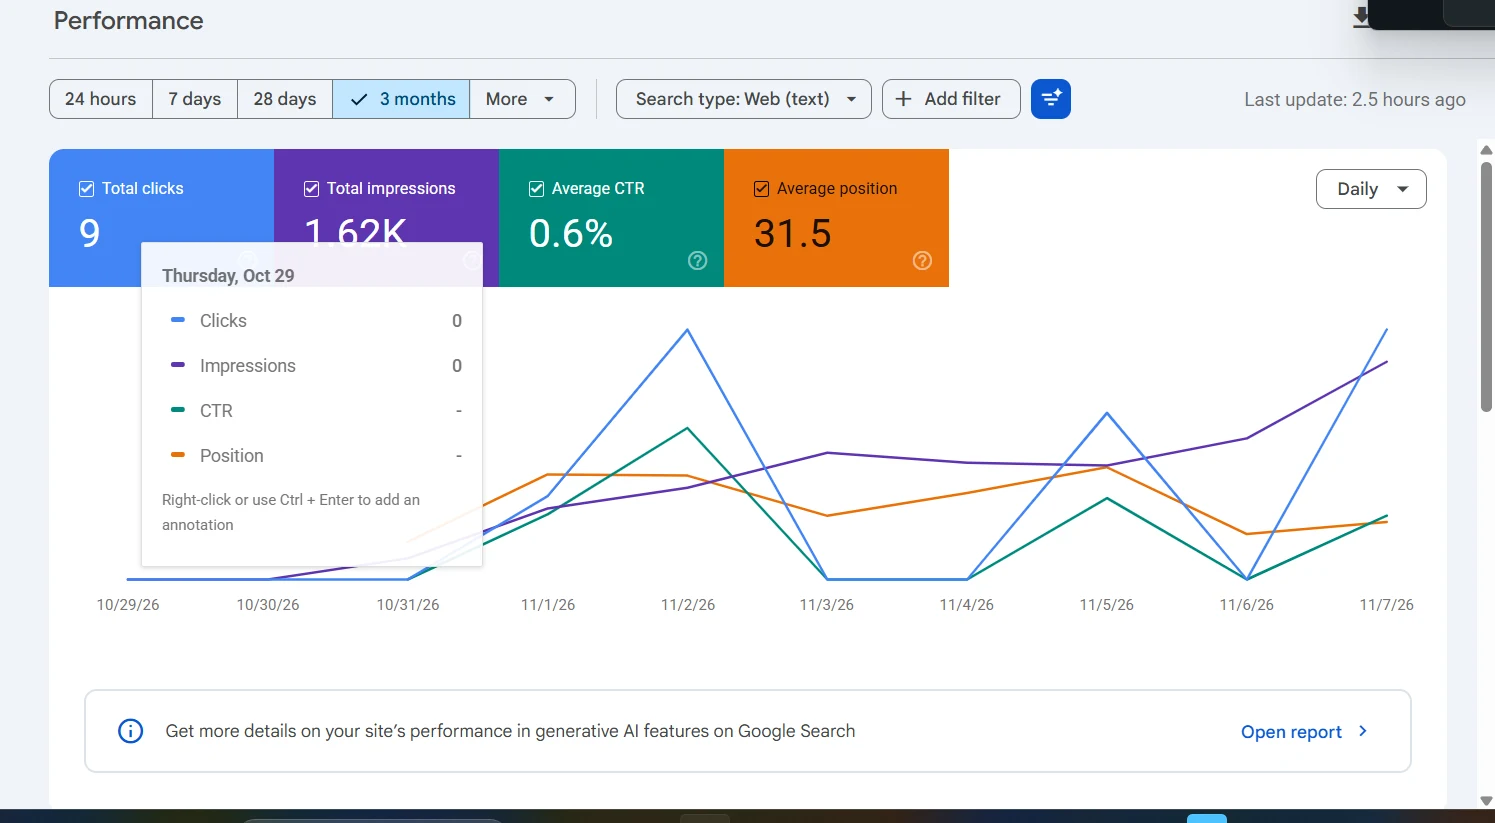 Performance
24 hours 7 days 28 days 3 months More Search type: Web (text) Add filter Last update: 2.5 hours ago
Total clicks Total impressions Average CTR Average position Daily
9 1.62K 0.6% 31.5
Thursday, Oct 29
Clicks 0
Impressions 0
CTR -
Position -
Right-click or use Ctrl + Enter to add an
annotation
10/29/26 10/30/26 10/31/26 11/1/26 11/2/26 11/3/26 11/4/26 11/5/26 11/6/26 11/7/26
Get more details on your site's performance in generative AI features on Google Search Open report